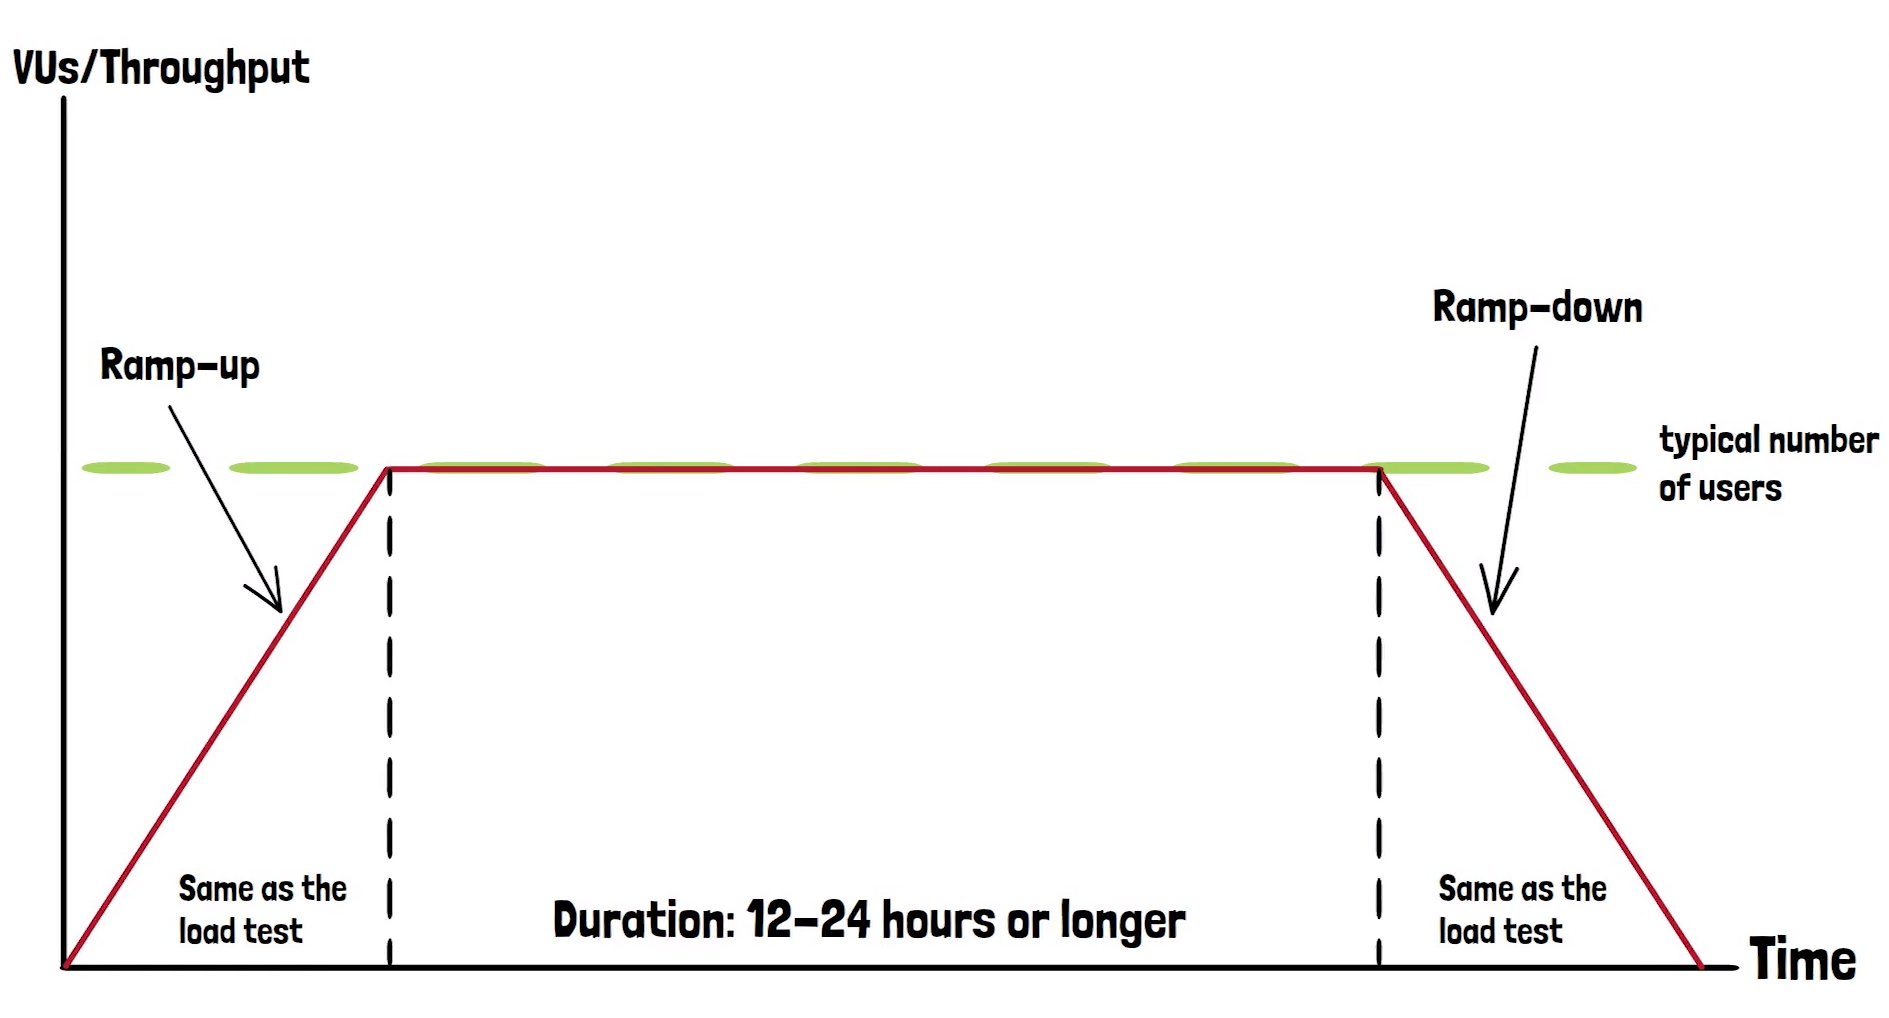 VUs/Throughput
Ramp-down
Ramp-up
typical number
of users
Same as the
load test
Duration: 12-24 hours or longer
Same as the
load test
Time